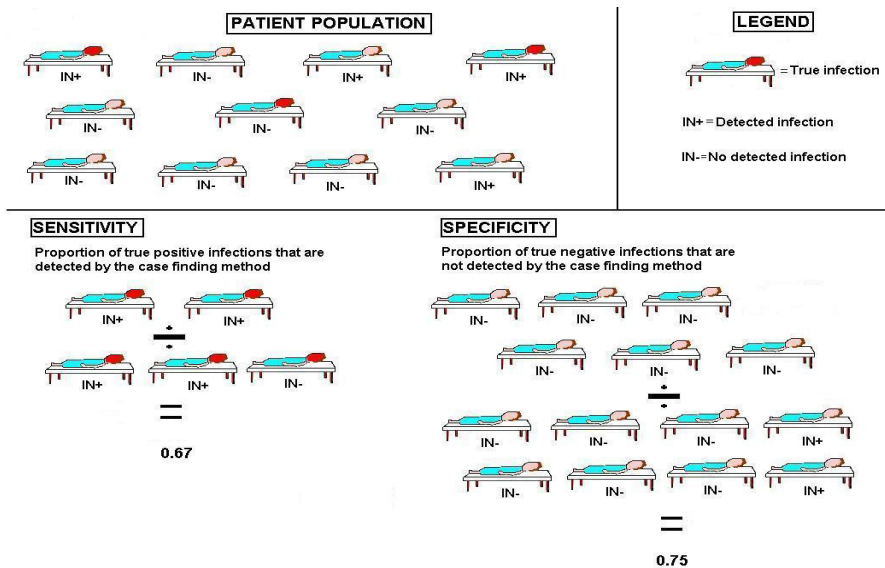 PATIENT POPULATION
LEGEND
IN+ IN- IN+ IN+
= True infection
IN- IN- IN-
IN+ = Detected infection
IN- IN- IN- IN+
IN-=No detected infection
SENSITIVITY
Proportion of true positive infections that are
detected by the case finding method
IN+ IN+
÷
IN+ IN+ IN-
=
0.67
SPECIFICITY
Proportion of true negative infections that are
not detected by the case finding method
IN- IN- IN-
IN- IN- IN-
÷
IN- IN- IN- IN+
IN- IN- IN- IN+
=
0.75